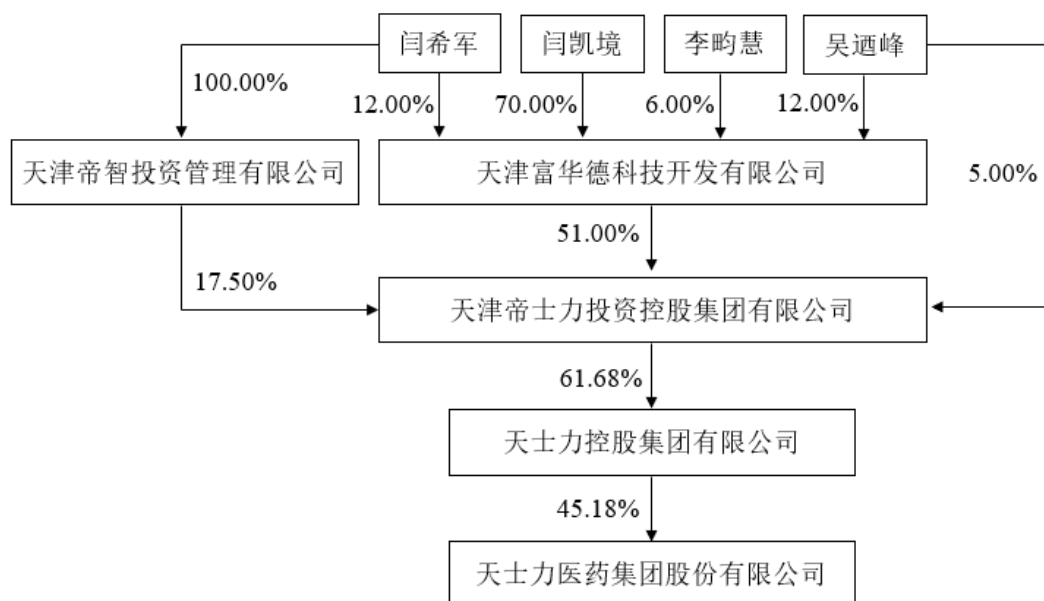 闫希军
闫凯境
李畇慧
吴迺峰
100.00%
12.00%
70.00%
6.00%
12.00%
天津帝智投资管理有限公司
天津富华德科技开发有限公司
5.00%
51.00%
17.50%
天津帝士力投资控股集团有限公司
61.68%
天士力控股集团有限公司
45.18%
天士力医药集团股份有限公司